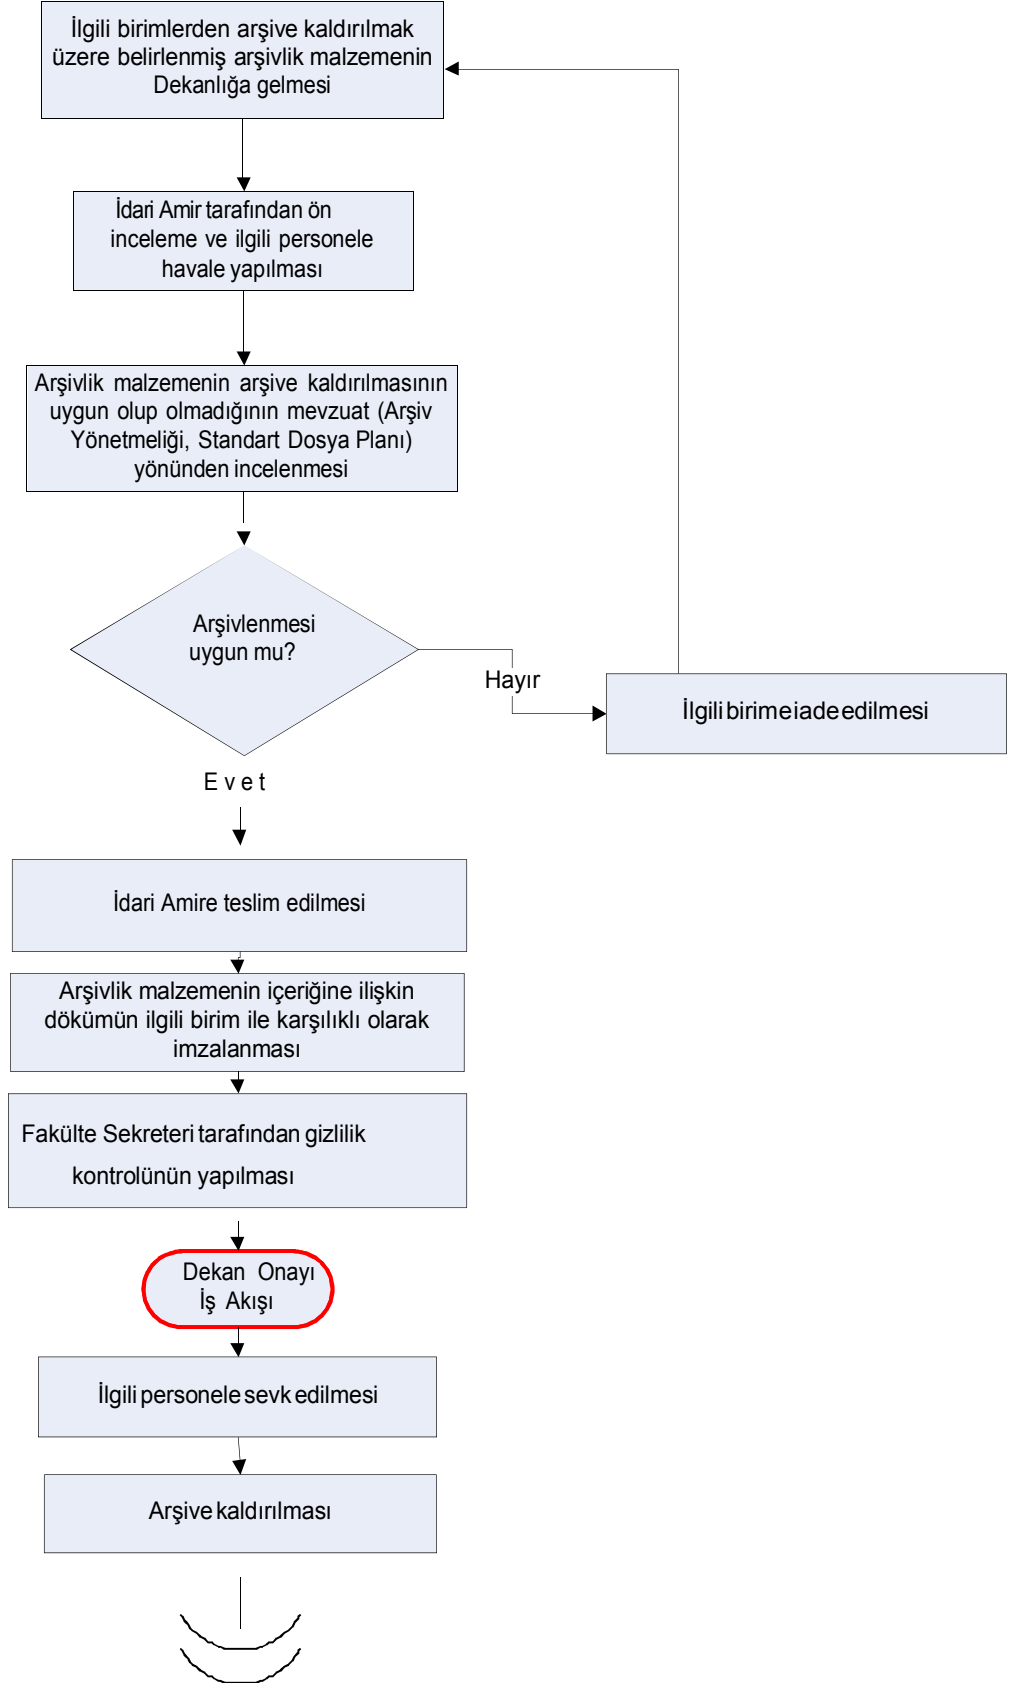 İlgili birimlerden arşive kaldırılmak
üzere belirlenmiş arşivlik malzemenin
Dekanlığa gelmesi
İdari Amir tarafından ön
inceleme ve ilgili personele
havale yapılması
Arşivlik malzemenin arşive kaldırılmasının
uygun olup olmadığının mevzuat (Arşiv
Yönetmeliği, Standart Dosya Planı)
yönünden incelenmesi
Arşivlenmesi
uygun mu?
Hayır
İlgili birime iade edilmesi
Evet
İdari Amire teslim edilmesi
Arşivlik malzemenin içeriğine ilişkin
dökümün ilgili birim ile karşılıklı olarak
imzalanması
Fakülte Sekreteri tarafından gizlilik
kontrolünün yapılması
Dekan Onayı
İş Akışı
İlgili personele sevk edilmesi
Arşive kaldırılması